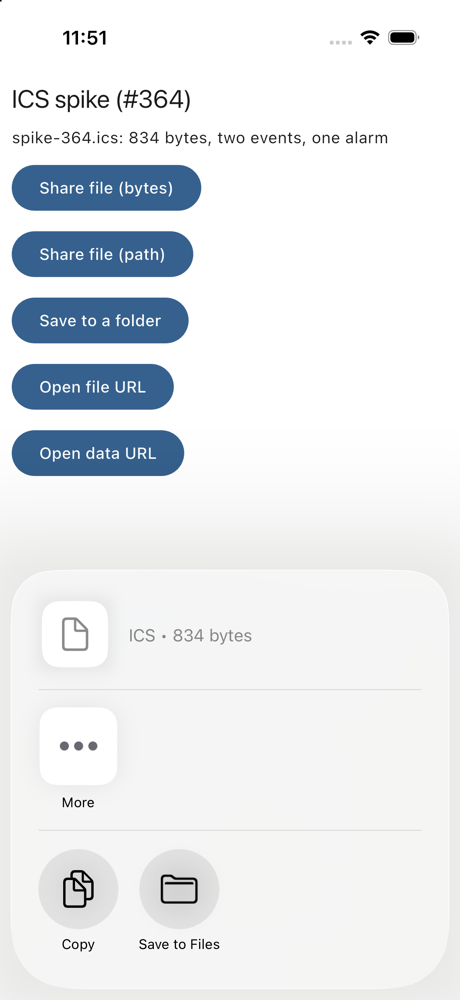 11:51
ICS spike (#364)
spike-364.ics: 834 bytes, two events, one alarm
Share file (bytes)
Share file (path)
Save to a folder
Open file URL
Open data URL
ICS • 834 bytes
More
Copy
Save to Files